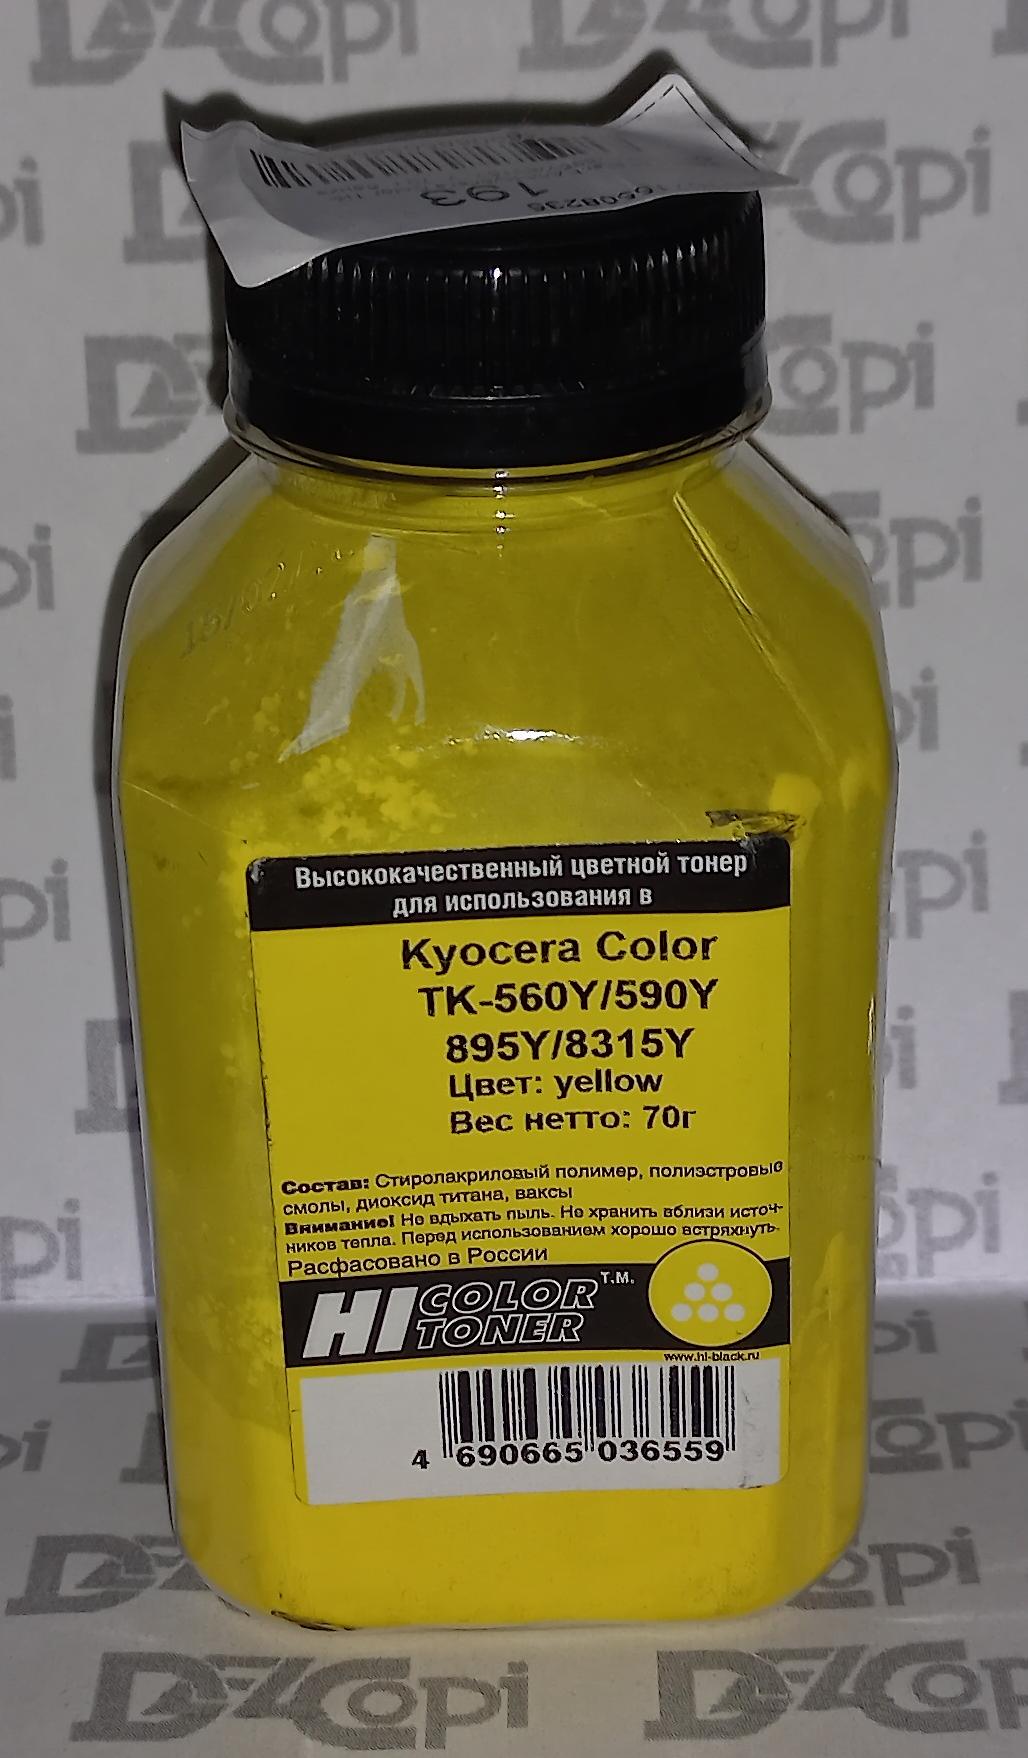 193
Высококачественный цветной тонер
для использования в
Kyocera Color
TK-560Y/590Y
895Y/8315Y
Цвет: yellow
Вес нетто: 70г
Состав: Стиролакриловый полимер, полиэстровые
смолы, диоксид титана, ваксы
Внимание! Не вдыхать пыль. Не хранить вблизи источ-
ников тепла. Перед использованием хорошо встряхнуть.
Расфасовано в России
HI COLOR TONER T.M.
www.hi-black.ru
4 690665 036559
DEZCopi